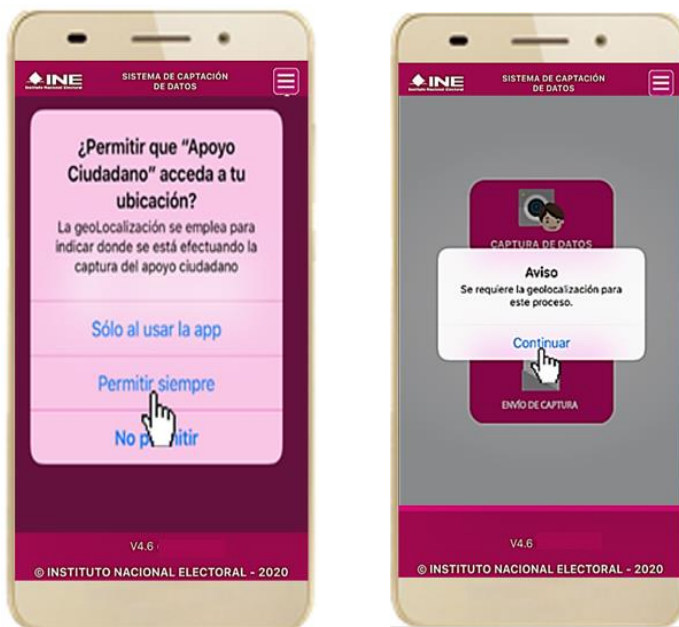 INE
Instituto Nacional Electoral
SISTEMA DE CAPTACIÓN
DE DATOS
¿Permitir que “Apoyo
Ciudadano” acceda a tu
ubicación?
La geoLocalización se emplea para
indicar donde se está efectuando la
captura del apoyo ciudadano
Sólo al usar la app
Permitir siempre
V4.6
© INSTITUTO NACIONAL ELECTORAL - 2020
INE
Instituto Nacional Electoral
SISTEMA DE CAPTACIÓN
DE DATOS
CAPTURA DE DATOS
Aviso
Se requiere la geolocalización para
este proceso.
Continuar
ENVÍO DE CAPTURA
V4.6
© INSTITUTO NACIONAL ELECTORAL - 2020